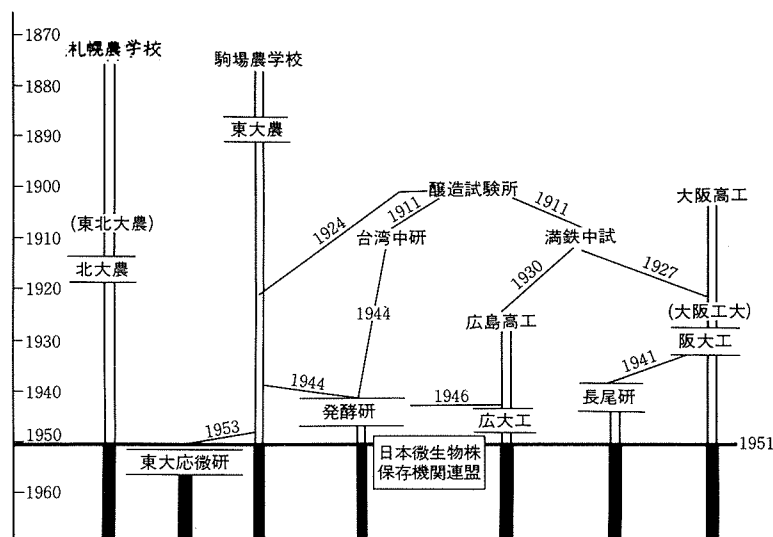 1870
札幌農学校
駒場農学校
1880
東大農
1890
1900
醸造試験所
大阪高工
(東北大農)
1911
1911
1924
台湾中研
満鉄中試
1910
北大農
1930
1927
1920
1944
広島高工
(大阪工大)
1930
阪大工
1941
1944
1940
1946
長尾研
発酵研
広大工
1953
1950
1951
東大応微研
日本微生物株
保存機関連盟
1960